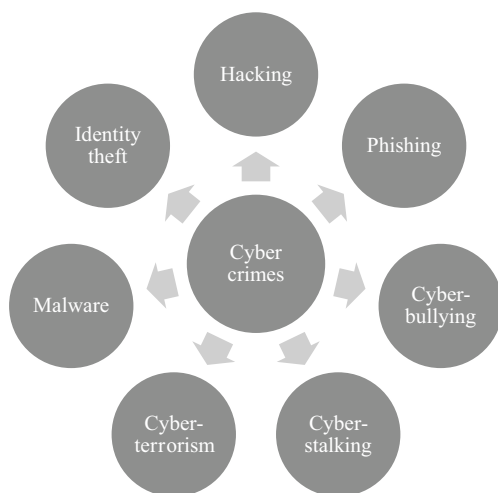 Hacking
Phishing
Cyber-
bullying
Cyber-
stalking
Cyber-
terrorism
Malware
Identity
theft
Cyber
crimes